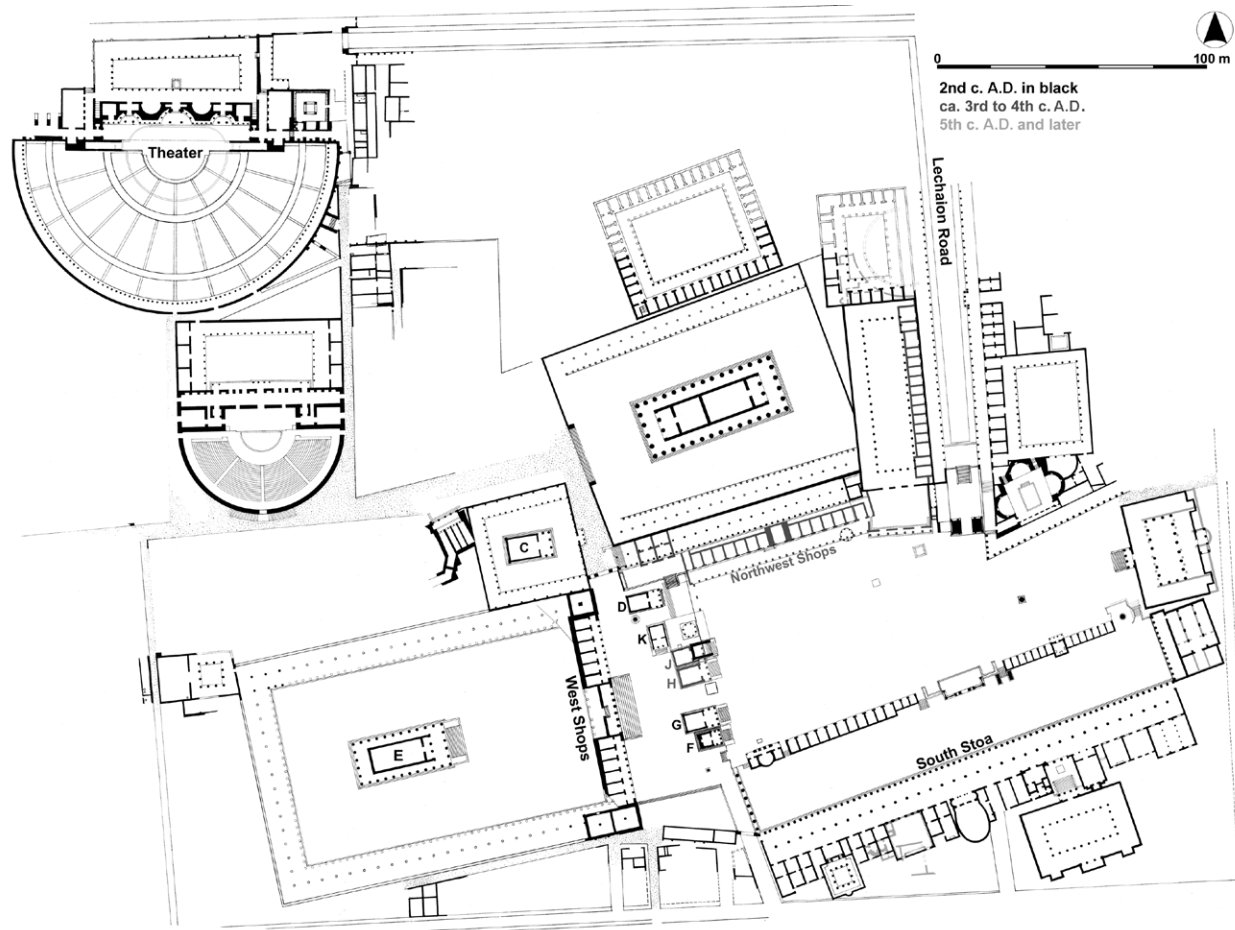 0
100 m
2nd c. A.D. in black
ca. 3rd to 4th c. A.D.
5th c. A.D. and later
Theater
Lechaion Road
C
Northwest Shops
D
K
J
H
West Shops
G
F
E
South Stoa